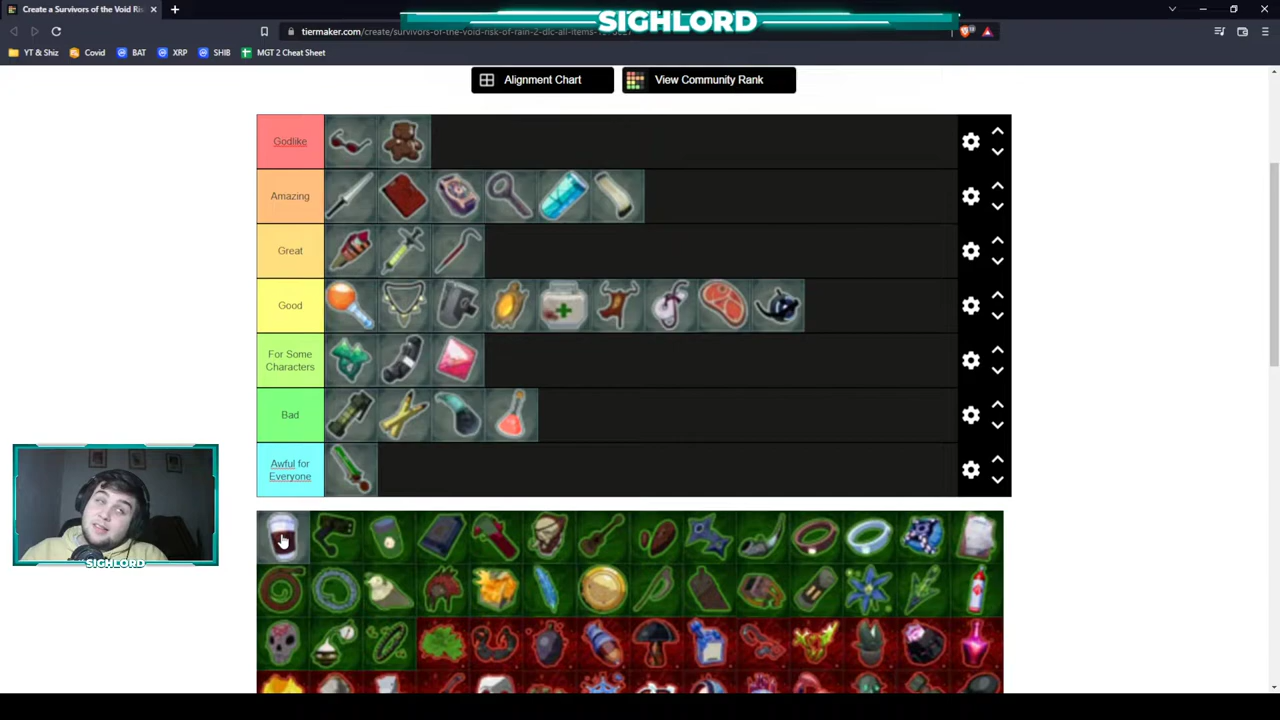 Create a Survivors of the Void Ris
SIGHLORD
tiermaker.com/create/survivors-of-the-void-risk-of-rain-2-dlc-all-items-
YT & Shiz
Covid
BAT
XRP
SHIB
MGT 2 Cheat Sheet
Alignment Chart
View Community Rank
Godlike
Amazing
Great
Good
For Some
Characters
Bad
Awful for
Everyone
SIGHLORD